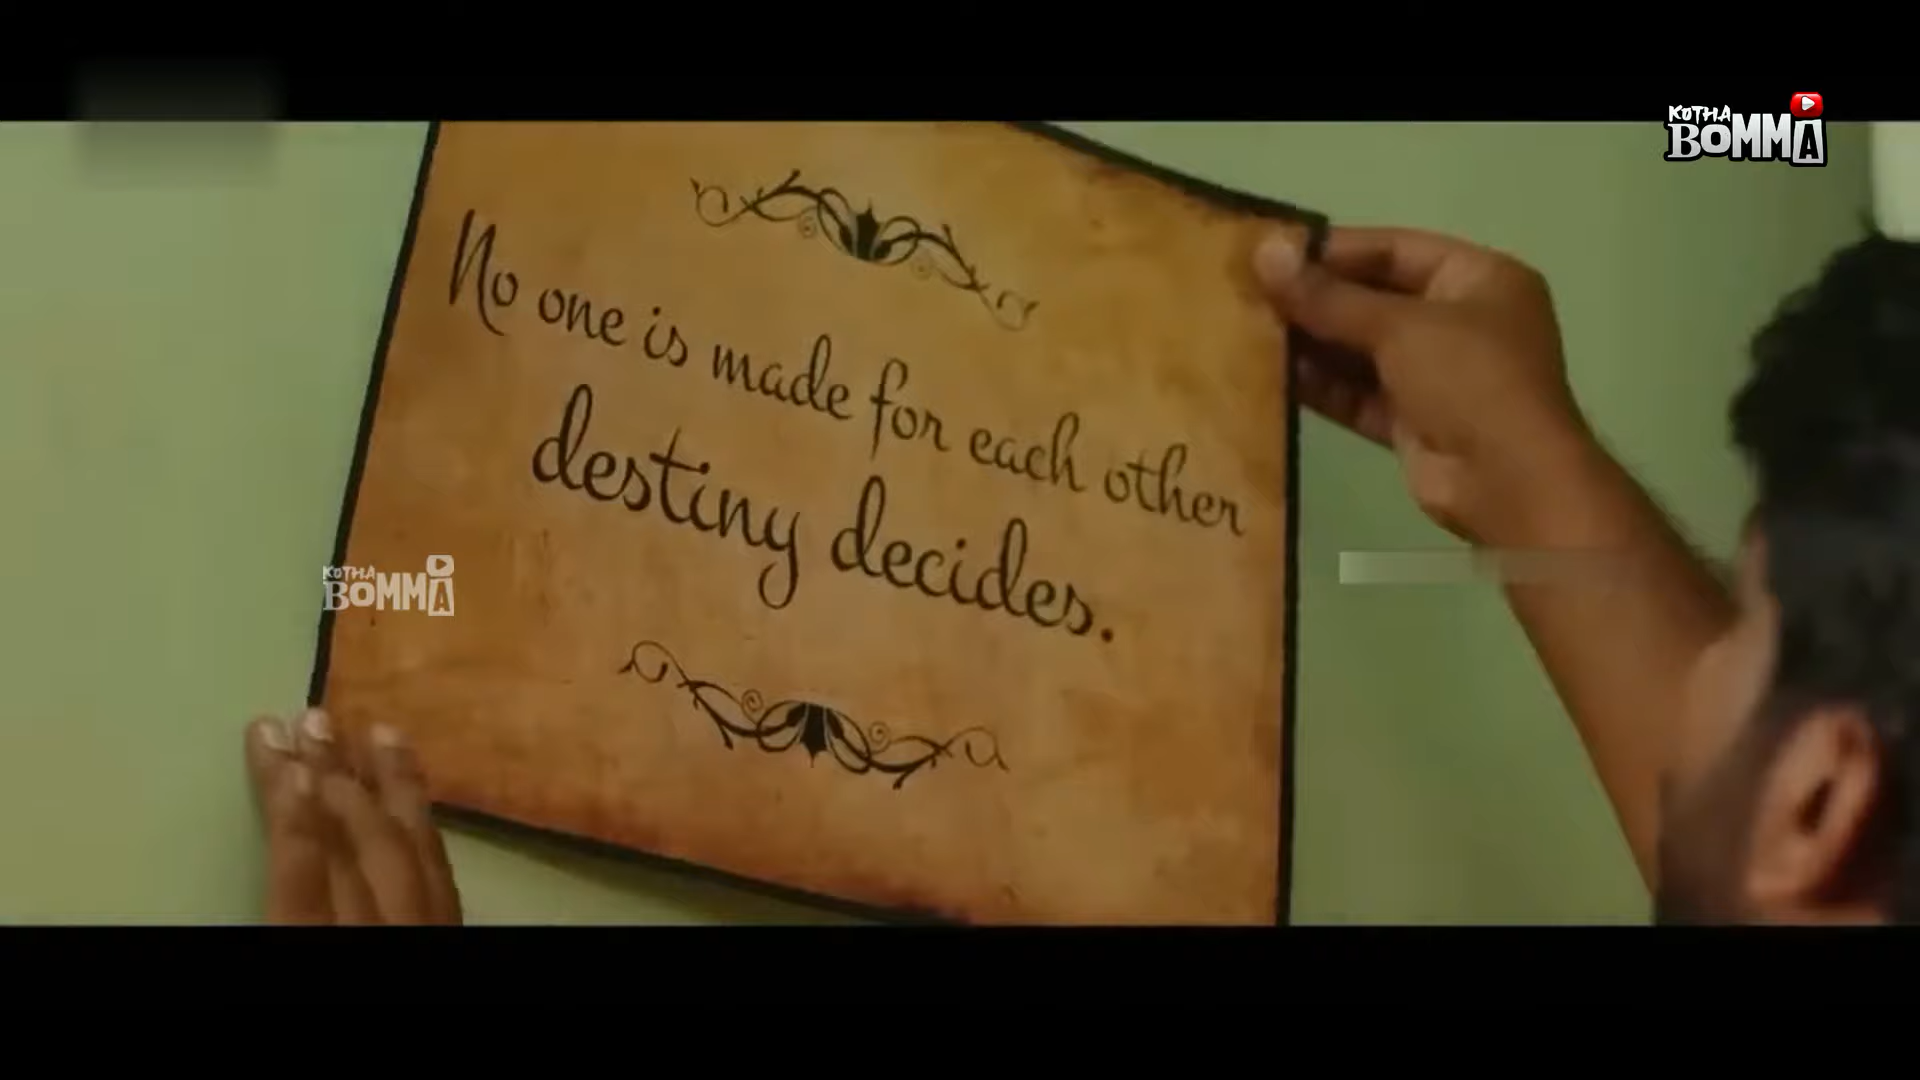 KOTHA
BOMMA
No one is made for each other
destiny decides.
KOTHA
BOMMA